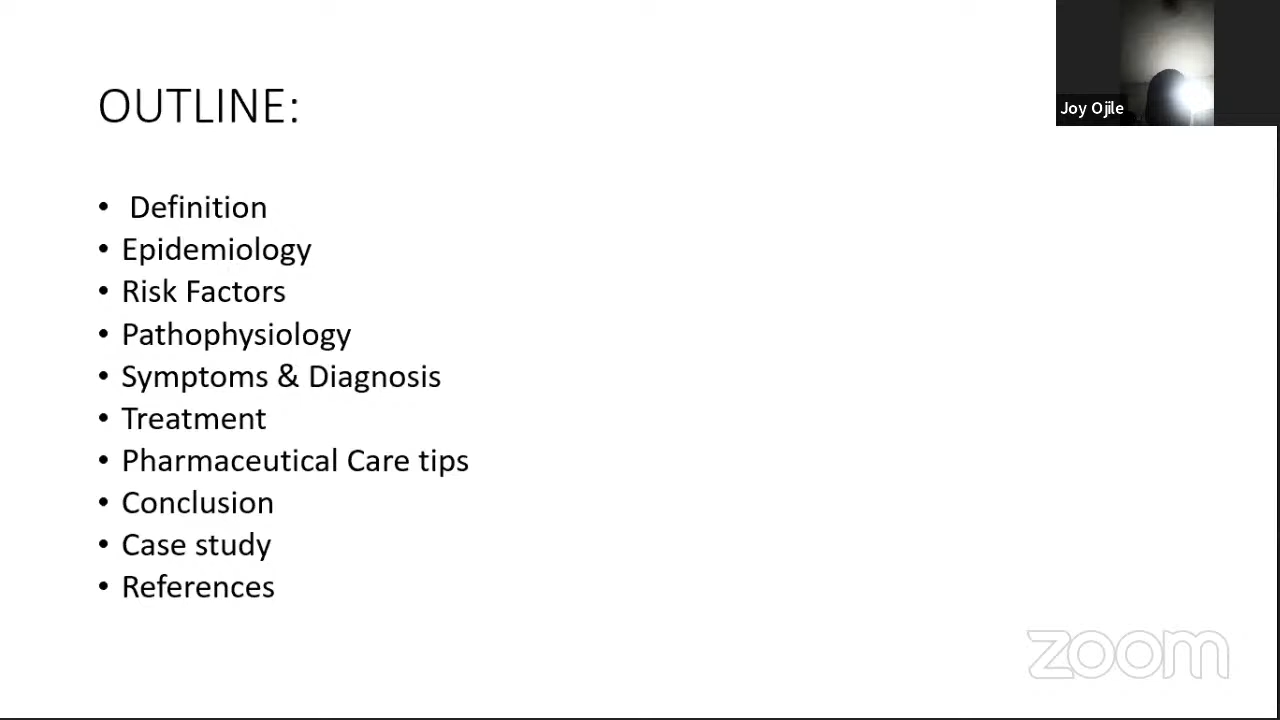 OUTLINE:
• Definition
• Epidemiology
• Risk Factors
• Pathophysiology
• Symptoms & Diagnosis
• Treatment
• Pharmaceutical Care tips
• Conclusion
• Case study
• References
Joy Ojile
zoom